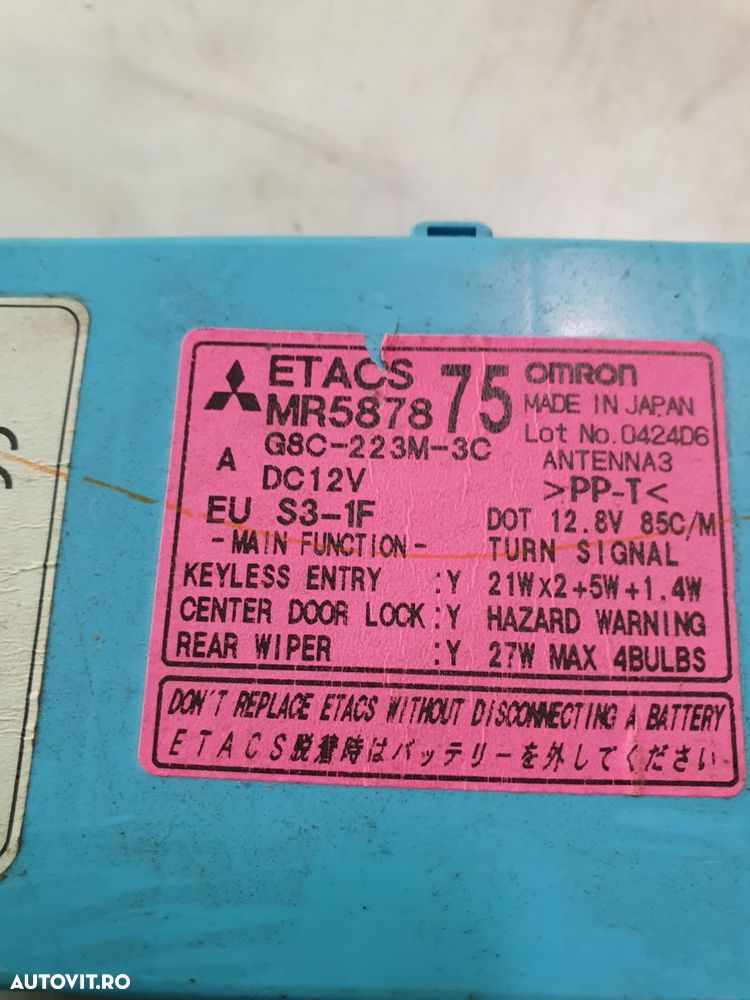 ETACS 75 OMRON
MR5878 MADE IN JAPAN
G8C-223M-3C Lot No. 0424D6
A DC12V ANTENNA3
>PP-T<
EU S3-1F DOT 12.8V 85C/M
-MAIN FUNCTION- TURN SIGNAL
KEYLESS ENTRY :Y 21W×2+5W+1.4W
CENTER DOOR LOCK :Y HAZARD WARNING
REAR WIPER :Y 27W MAX 4BULBS
DON'T REPLACE ETACS WITHOUT DISCONNECTING A BATTERY
ETACS脱着時はバッテリーを外してください
AUTOVIT.RO